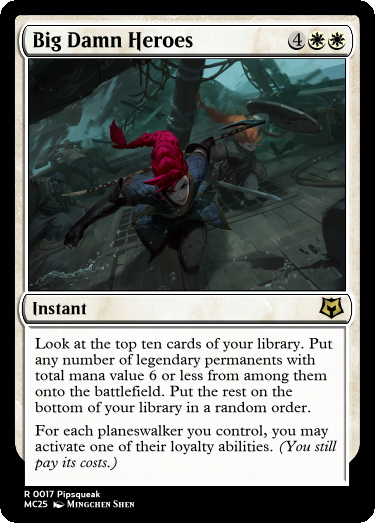 Big Damn Heroes 4
Instant
Look at the top ten cards of your library. Put
any number of legendary permanents with
total mana value 6 or less from among them
onto the battlefield. Put the rest on the
bottom of your library in a random order.
For each planeswalker you control, you may
activate one of their loyalty abilities. (You still
pay its costs.)
R 0017 Pipsqueak
MC25 Mingchen Shen